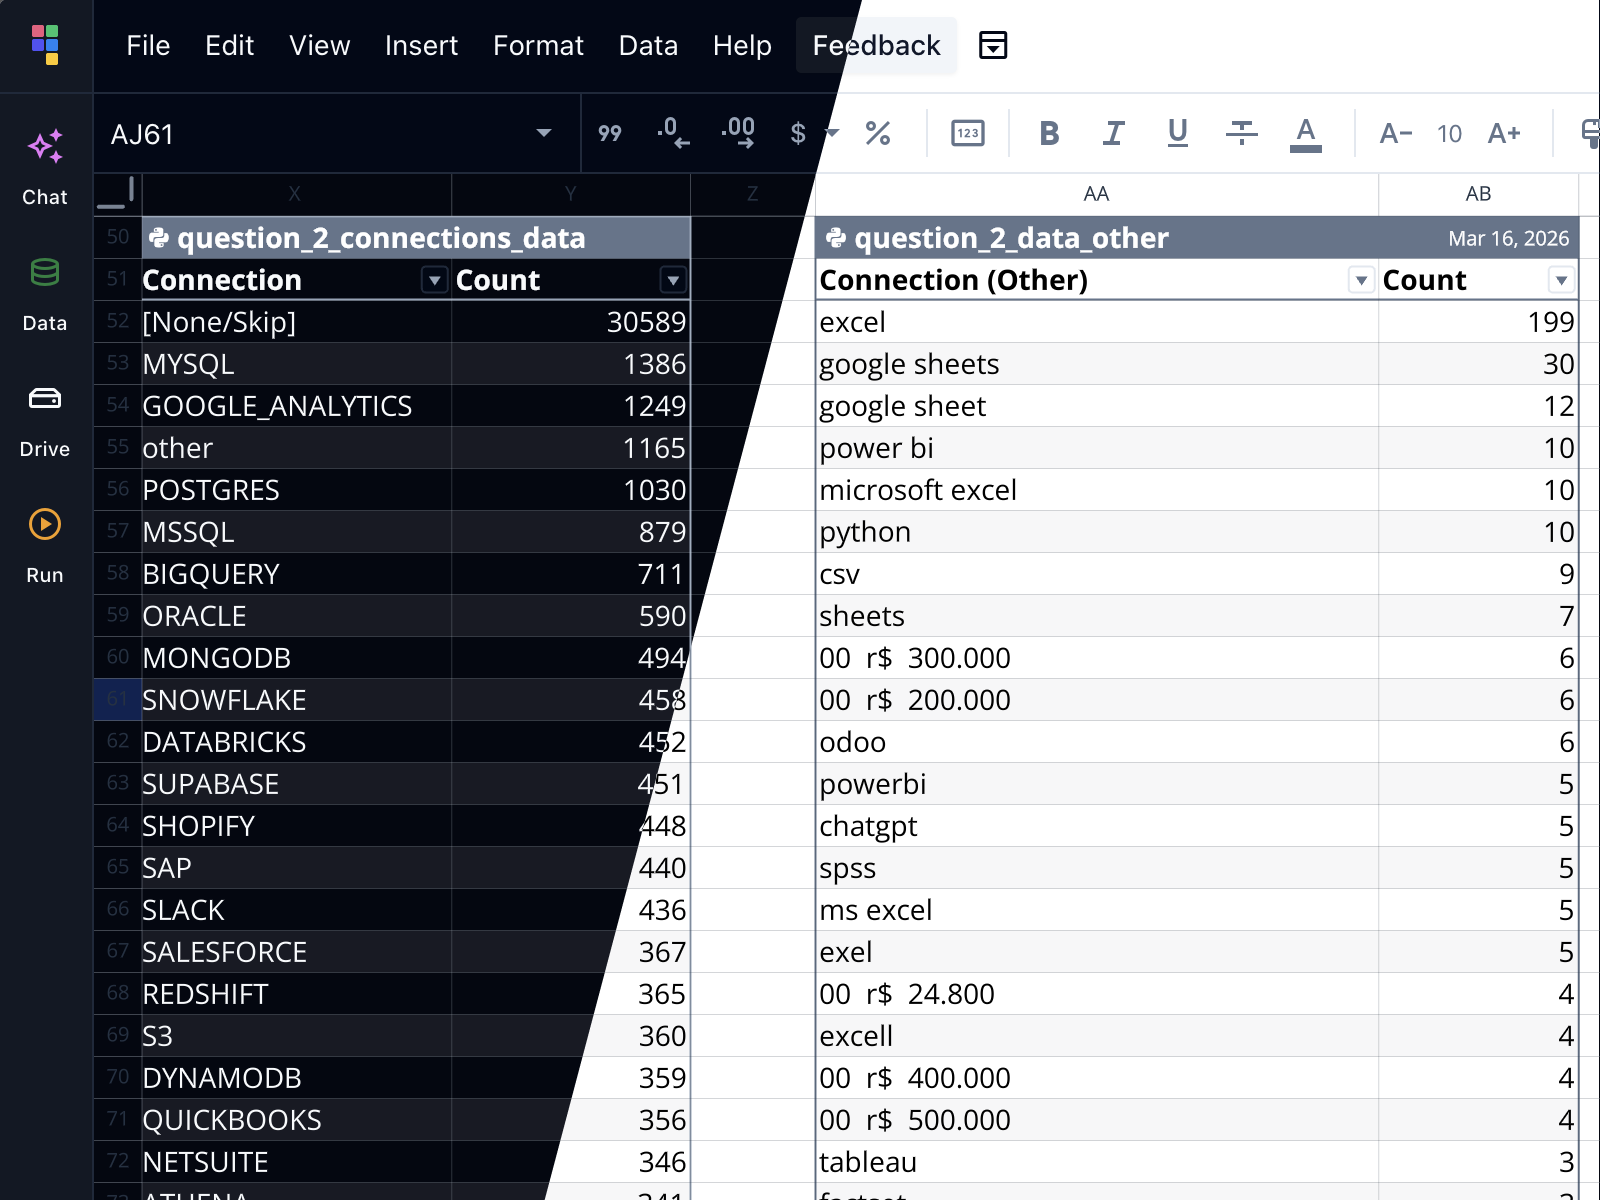 File Edit View Insert Format Data Help Feedback
AJ61 99 .0 .00 $ % 123 B I U T A A- 10 A+
Chat
Data
Drive
Run
X Y Z AA AB
50 question_2_connections_data question_2_data_other Mar 16, 2026
51 Connection Count Connection (Other) Count
52 [None/Skip] 30589 excel 199
53 MYSQL 1386 google sheets 30
54 GOOGLE_ANALYTICS 1249 google sheet 12
55 other 1165 power bi 10
56 POSTGRES 1030 microsoft excel 10
57 MSSQL 879 python 10
58 BIGQUERY 711 csv 9
59 ORACLE 590 sheets 7
60 MONGODB 494 00 r$ 300.000 6
61 SNOWFLAKE 458 00 r$ 200.000 6
62 DATABRICKS 452 odoo 6
63 SUPABASE 451 powerbi 5
64 SHOPIFY 448 chatgpt 5
65 SAP 440 spss 5
66 SLACK 436 ms excel 5
67 SALESFORCE 367 exel 5
68 REDSHIFT 365 00 r$ 24.800 4
69 S3 360 excell 4
70 DYNAMODB 359 00 r$ 400.000 4
71 QUICKBOOKS 356 00 r$ 500.000 4
72 NETSUITE 346 tableau 3